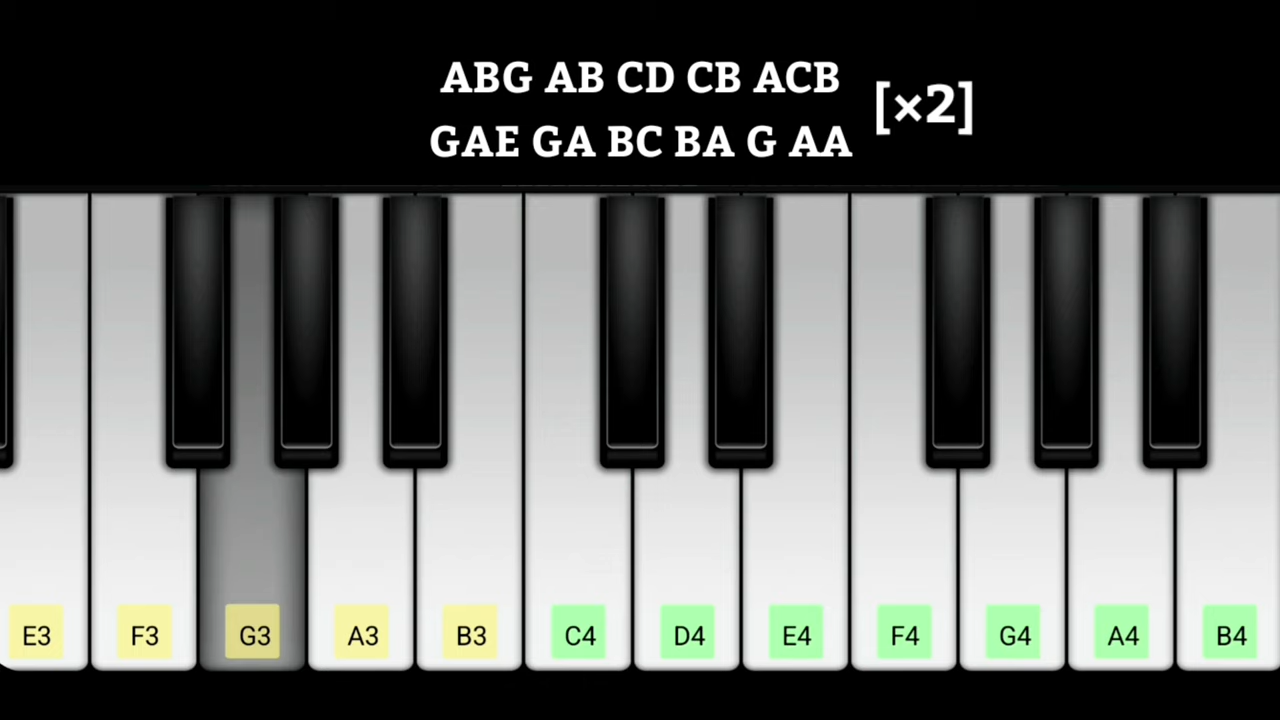 ABG AB CD CB ACB
[×2]
GAE GA BC BA G AA
E3 F3 G3 A3 B3 C4 D4 E4 F4 G4 A4 B4